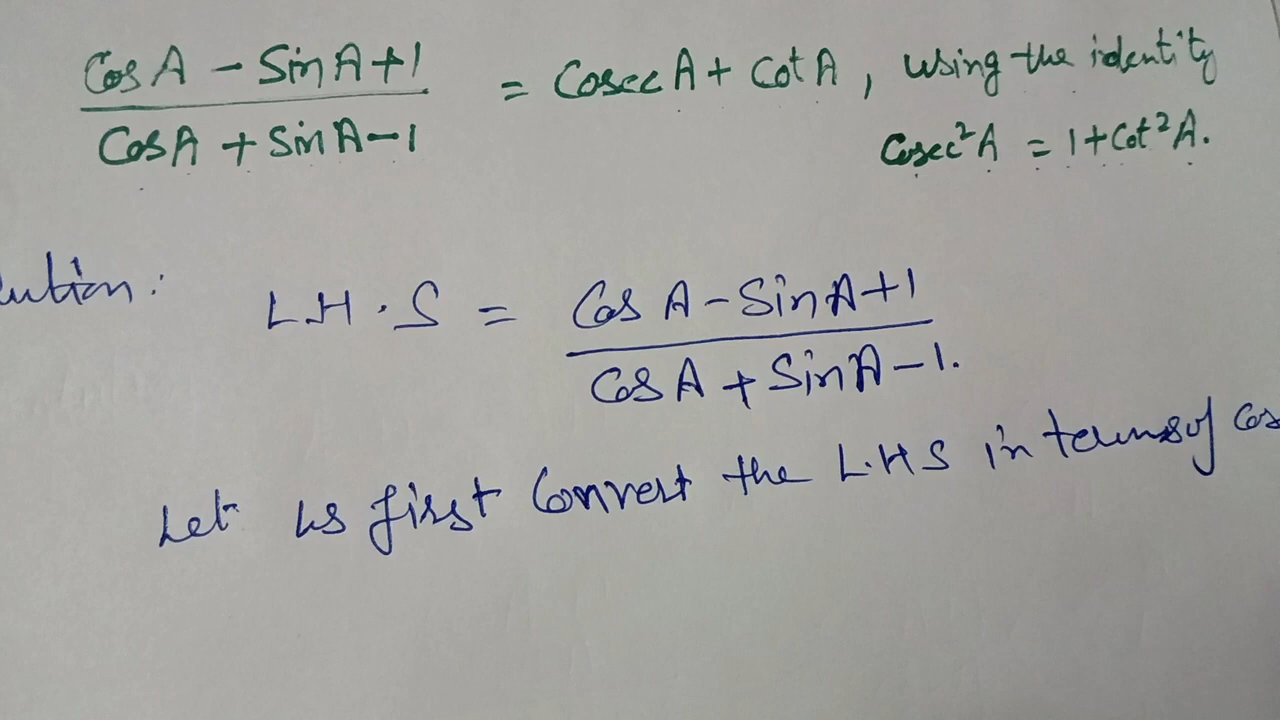 Cos A - Sin A + 1 / Cos A + Sin A - 1 = Cosec A + Cot A, using the identity
Cosec²A = 1 + Cot²A.
L.H.S = Cos A - Sin A + 1 / Cos A + Sin A - 1.
Let us first Convert the L.H.S in terms of